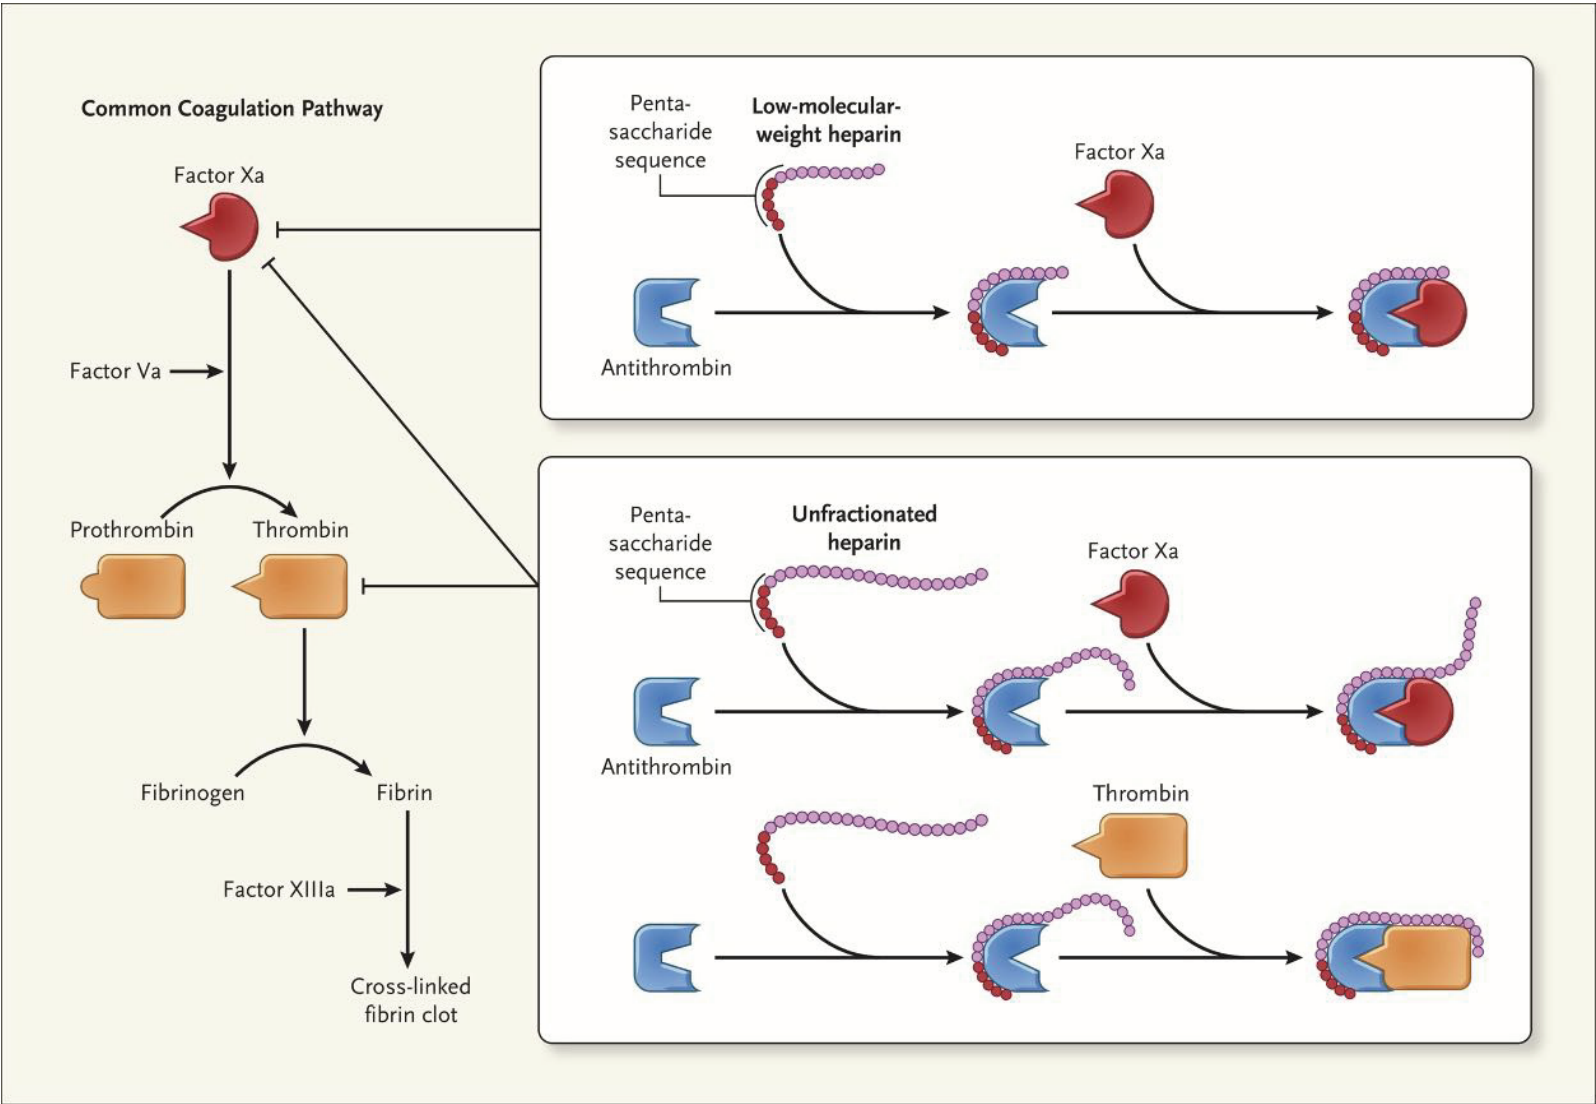 Common Coagulation Pathway
Factor Xa
Factor Va
Prothrombin
Thrombin
Fibrinogen
Fibrin
Factor XIIIa
Cross-linked
fibrin clot
Penta-
saccharide
sequence
Low-molecular-
weight heparin
Factor Xa
Antithrombin
Penta-
saccharide
sequence
Unfractionated
heparin
Factor Xa
Antithrombin
Thrombin